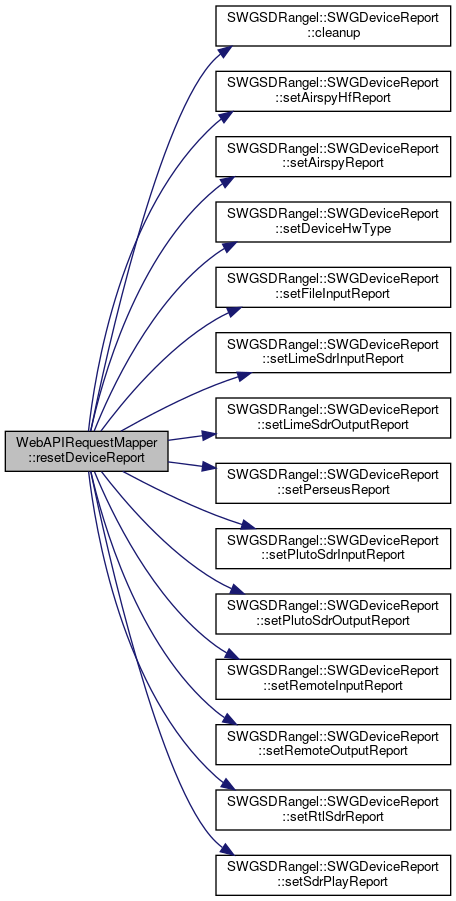 SWGSDRangel::SWGDeviceReport
::cleanup
SWGSDRangel::SWGDeviceReport
::setAirspyHfReport
SWGSDRangel::SWGDeviceReport
::setAirspyReport
SWGSDRangel::SWGDeviceReport
::setDeviceHwType
SWGSDRangel::SWGDeviceReport
::setFileInputReport
SWGSDRangel::SWGDeviceReport
::setLimeSdrInputReport
SWGSDRangel::SWGDeviceReport
::setLimeSdrOutputReport
WebAPIRequestMapper
::resetDeviceReport
SWGSDRangel::SWGDeviceReport
::setPerseusReport
SWGSDRangel::SWGDeviceReport
::setPlutoSdrInputReport
SWGSDRangel::SWGDeviceReport
::setPlutoSdrOutputReport
SWGSDRangel::SWGDeviceReport
::setRemoteInputReport
SWGSDRangel::SWGDeviceReport
::setRemoteOutputReport
SWGSDRangel::SWGDeviceReport
::setRtlSdrReport
SWGSDRangel::SWGDeviceReport
::setSdrPlayReport